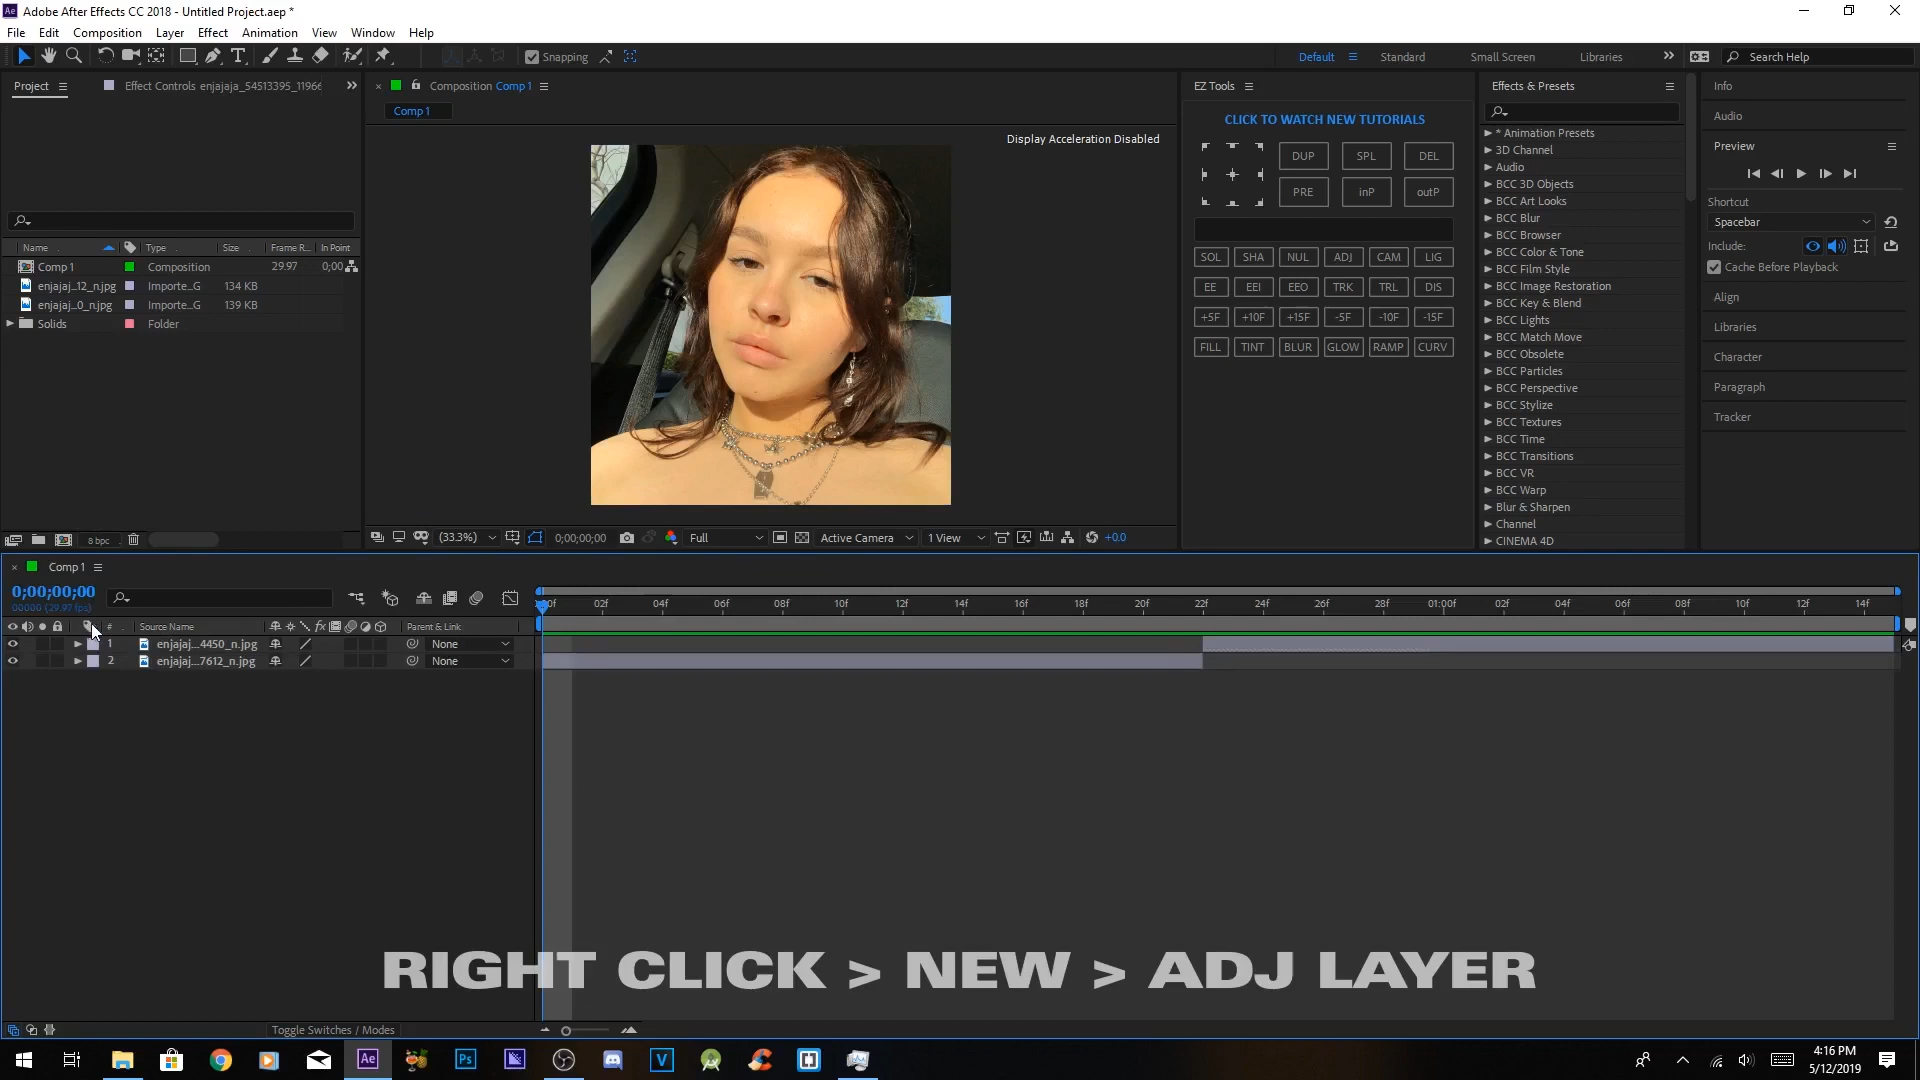 Adobe After Effects CC 2018 - Untitled Project.aep *
File Edit Composition Layer Effect Animation View Window Help
Snapping
Default Standard Small Screen Libraries
Search Help
Project
Effect Controls enjajaja_54513395_11966
Composition Comp 1
Comp 1
Display Acceleration Disabled
Name Type Size Frame R... In Point
Comp 1 Composition 29.97 0;00
enjajaj...12_n.jpg Importe...G 134 KB
enjajaj...0_n.jpg Importe...G 139 KB
Solids Folder
8 bpc
(33.3%) 0;00;00;00 Full Active Camera 1 View +0.0
EZ Tools
CLICK TO WATCH NEW TUTORIALS
DUP SPL DEL
PRE inP outP
SOL SHA NUL ADJ CAM LIG
EE EEI EEO TRK TRL DIS
+5F +10F +15F -5F -10F -15F
FILL TINT BLUR GLOW RAMP CURV
Effects & Presets
* Animation Presets
3D Channel
Audio
BCC 3D Objects
BCC Art Looks
BCC Blur
BCC Browser
BCC Color & Tone
BCC Film Style
BCC Image Restoration
BCC Key & Blend
BCC Lights
BCC Match Move
BCC Obsolete
BCC Particles
BCC Perspective
BCC Stylize
BCC Textures
BCC Time
BCC Transitions
BCC VR
BCC Warp
Blur & Sharpen
Channel
CINEMA 4D
Info
Audio
Preview
Shortcut
Spacebar
Include:
Cache Before Playback
Align
Libraries
Character
Paragraph
Tracker
Comp 1
0;00;00;00
00000 (29.97 fps)
02f 04f 06f 08f 10f 12f 14f 16f 18f 20f 22f 24f 26f 28f 01:00f 02f 04f 06f 08f 10f 12f 14f
# Source Name Parent & Link
1 enjajaj...4450_n.jpg None
2 enjajaj...7612_n.jpg None
RIGHT CLICK > NEW > ADJ LAYER
Toggle Switches / Modes
Ae
Ps
V
4:16 PM
5/12/2019